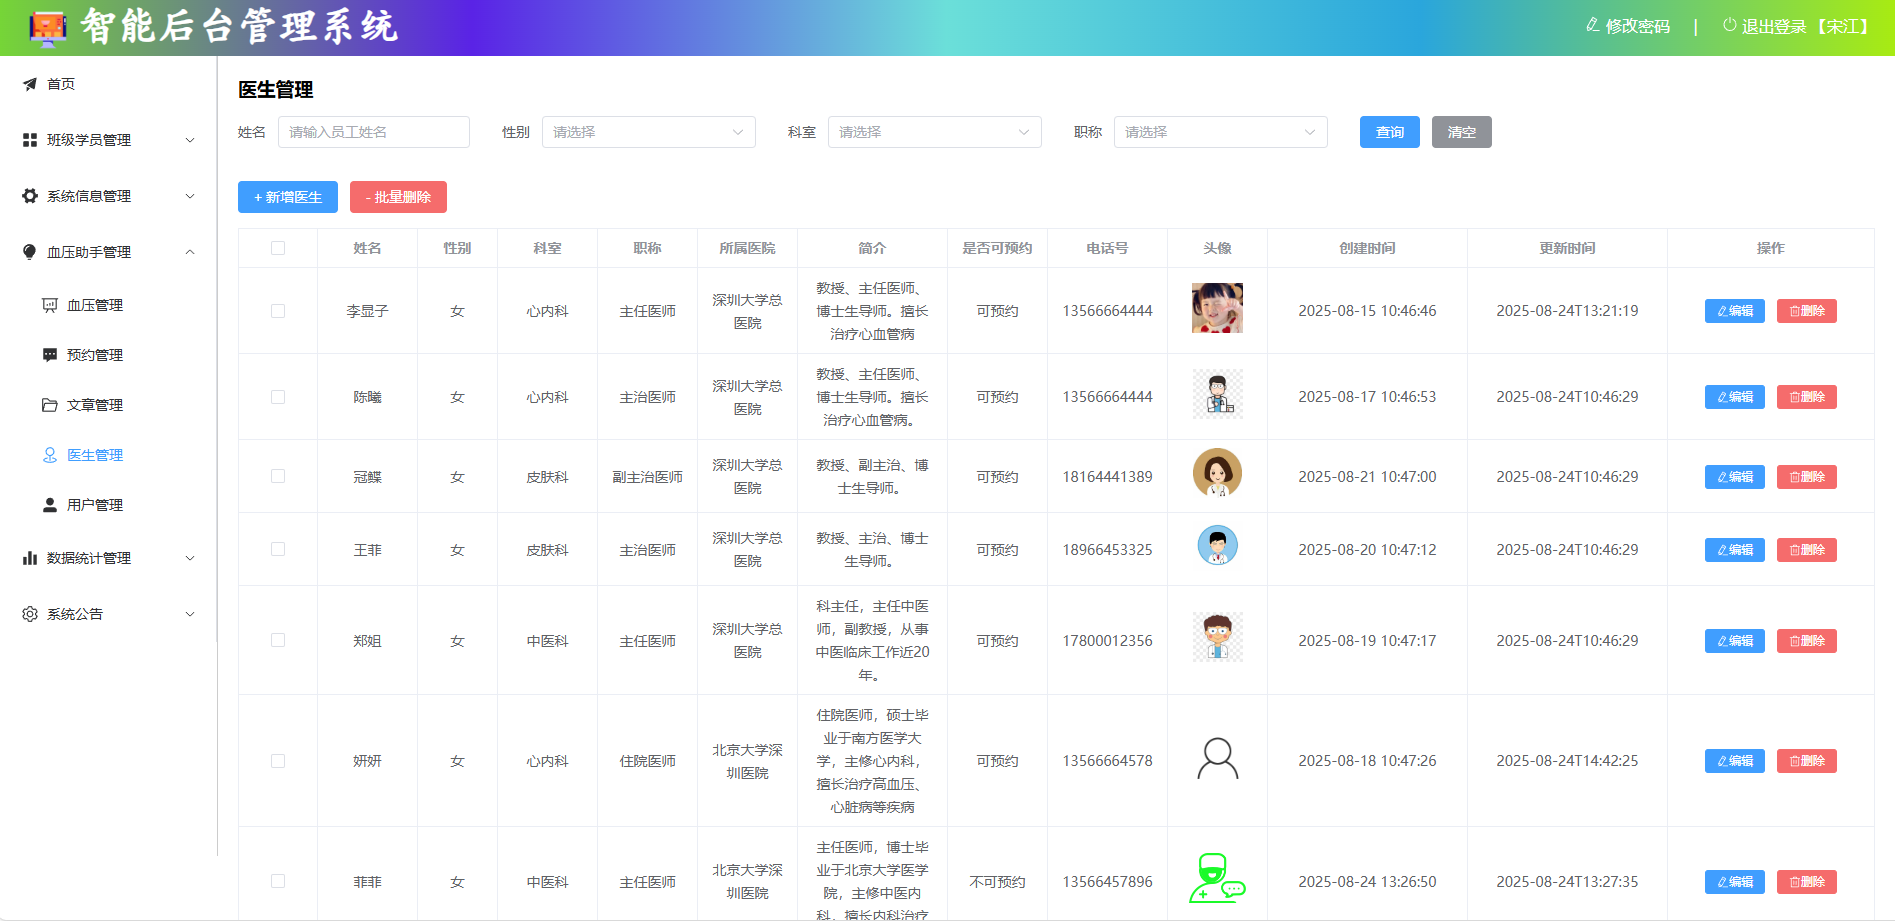 智能后台管理系统
修改密码 | 退出登录 【宋江】
首页
班级学员管理
系统信息管理
血压助手管理
血压管理
预约管理
文章管理
医生管理
用户管理
数据统计管理
系统公告
医生管理
姓名 请输入员工姓名 性别 请选择 科室 请选择 职称 请选择 查询 清空
+ 新增医生 - 批量删除
姓名 性别 科室 职称 所属医院 简介 是否可预约 电话号 头像 创建时间 更新时间 操作
李显子 女 心内科 主任医师
深圳大学总
医院
教授、主任医师、
博士生导师。擅长
治疗心血管病
可预约 13566664444 2025-08-15 10:46:46 2025-08-24T13:21:19 编辑 删除
陈曦 女 心内科 主治医师
深圳大学总
医院
教授、主任医师、
博士生导师。擅长
治疗心血管病。
可预约 13566664444 2025-08-17 10:46:53 2025-08-24T10:46:29 编辑 删除
冠蝶 女 皮肤科 副主治医师
深圳大学总
医院
教授、副主治、博
士生导师。
可预约 18164441389 2025-08-21 10:47:00 2025-08-24T10:46:29 编辑 删除
王菲 女 皮肤科 主治医师
深圳大学总
医院
教授、主治、博士
生导师。
可预约 18966453325 2025-08-20 10:47:12 2025-08-24T10:46:29 编辑 删除
郑姐 女 中医科 主任医师
深圳大学总
医院
科主任，主任中医
师，副教授，从事
中医临床工作近20
年。
可预约 17800012356 2025-08-19 10:47:17 2025-08-24T10:46:29 编辑 删除
妍妍 女 心内科 住院医师
北京大学深
圳医院
住院医师，硕士毕
业于南方医学大
学，主修心内科，
擅长治疗高血压、
心脏病等疾病
可预约 13566664578 2025-08-18 10:47:26 2025-08-24T14:42:25 编辑 删除
菲菲 女 中医科 主任医师
北京大学深
圳医院
主任医师，博士毕
业于北京大学医学
院，主修中医内
科，擅长内科治疗
不可预约 13566457896 2025-08-24 13:26:50 2025-08-24T13:27:35 编辑 删除